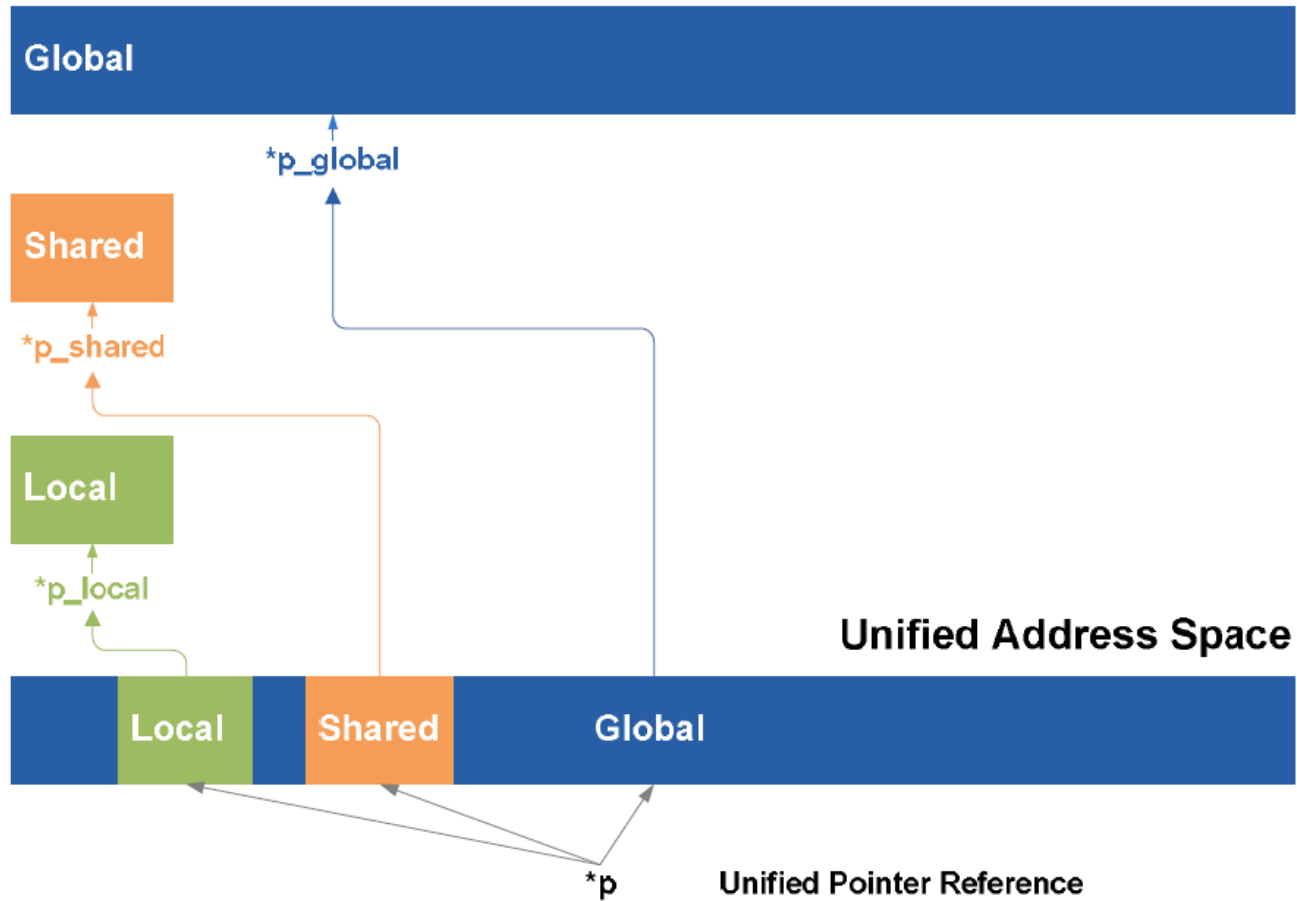 Global
*p_global
Shared
*p_shared
Local
*p_local
Unified Address Space
Local Shared Global
*p Unified Pointer Reference